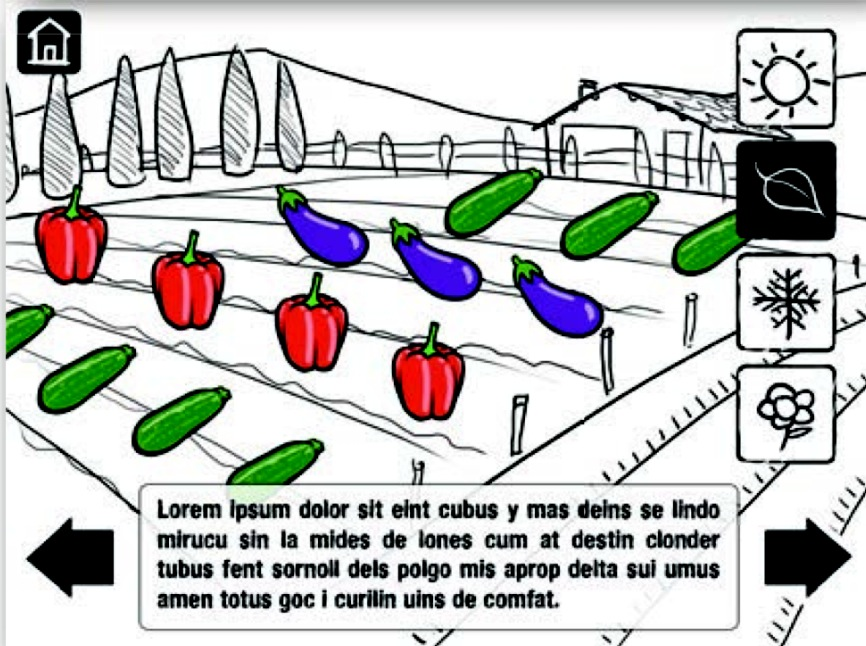 Lorem ipsum dolor sit eint cubus y mas deins se lindo
mirucu sin la mides de lones cum at destin clonder
tubus fent sornoll dels polgo mis aprop delta sui umus
amen totus goc i curilin uins de comfat.